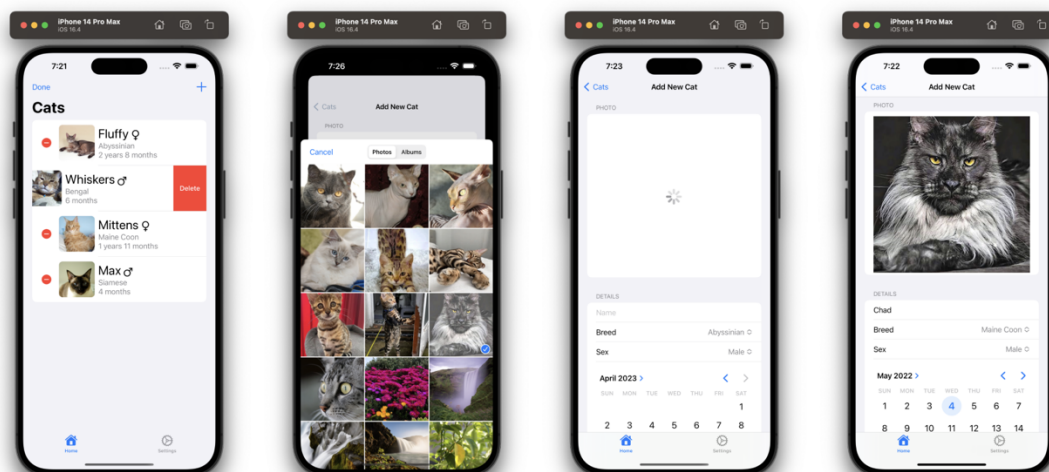 iPhone 14 Pro Max
iOS 16.4
7:21
Done
Cats
Fluffy ♀
Abyssinian
2 years 8 months
Whiskers ♂
Bengal
6 months
Delete
Mittens ♀
Maine Coon
1 years 11 months
Max ♂
Siamese
4 months
Home
Settings
iPhone 14 Pro Max
iOS 16.4
7:26
Cats
Add New Cat
PHOTO
Cancel
Photos
Albums
iPhone 14 Pro Max
iOS 16.4
7:23
Cats
Add New Cat
PHOTO
DETAILS
Name
Breed
Abyssinian
Sex
Male
April 2023
SUN MON TUE WED THU FRI SAT
1
2 3 4 5 6 7 8
Home
Settings
iPhone 14 Pro Max
iOS 16.4
7:22
Cats
Add New Cat
PHOTO
DETAILS
Chad
Breed
Maine Coon
Sex
Male
May 2022
SUN MON TUE WED THU FRI SAT
1 2 3 4 5 6 7
8 9 10 11 12 13 14
Home
Settings